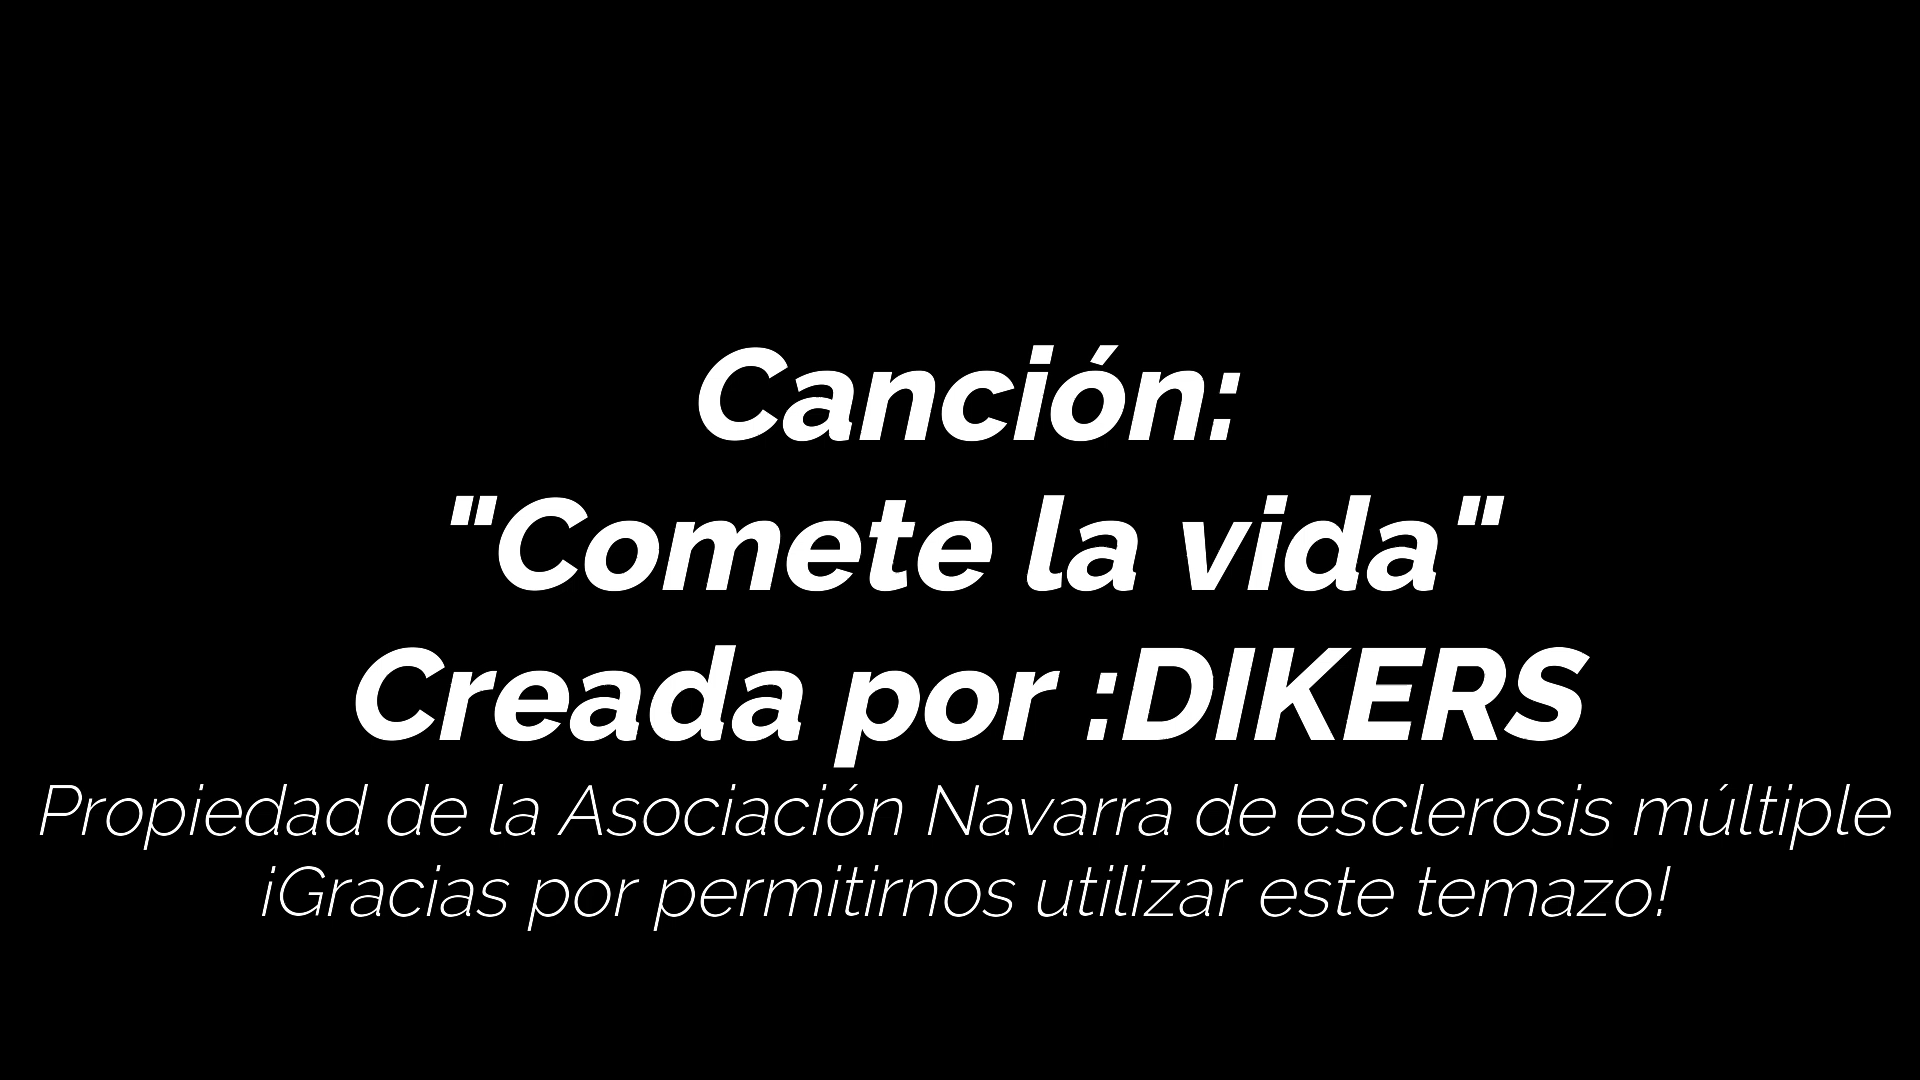 Canción:
"Comete la vida"
Creada por :DIKERS
Propiedad de la Asociación Navarra de esclerosis múltiple
¡Gracias por permitirnos utilizar este temazo!